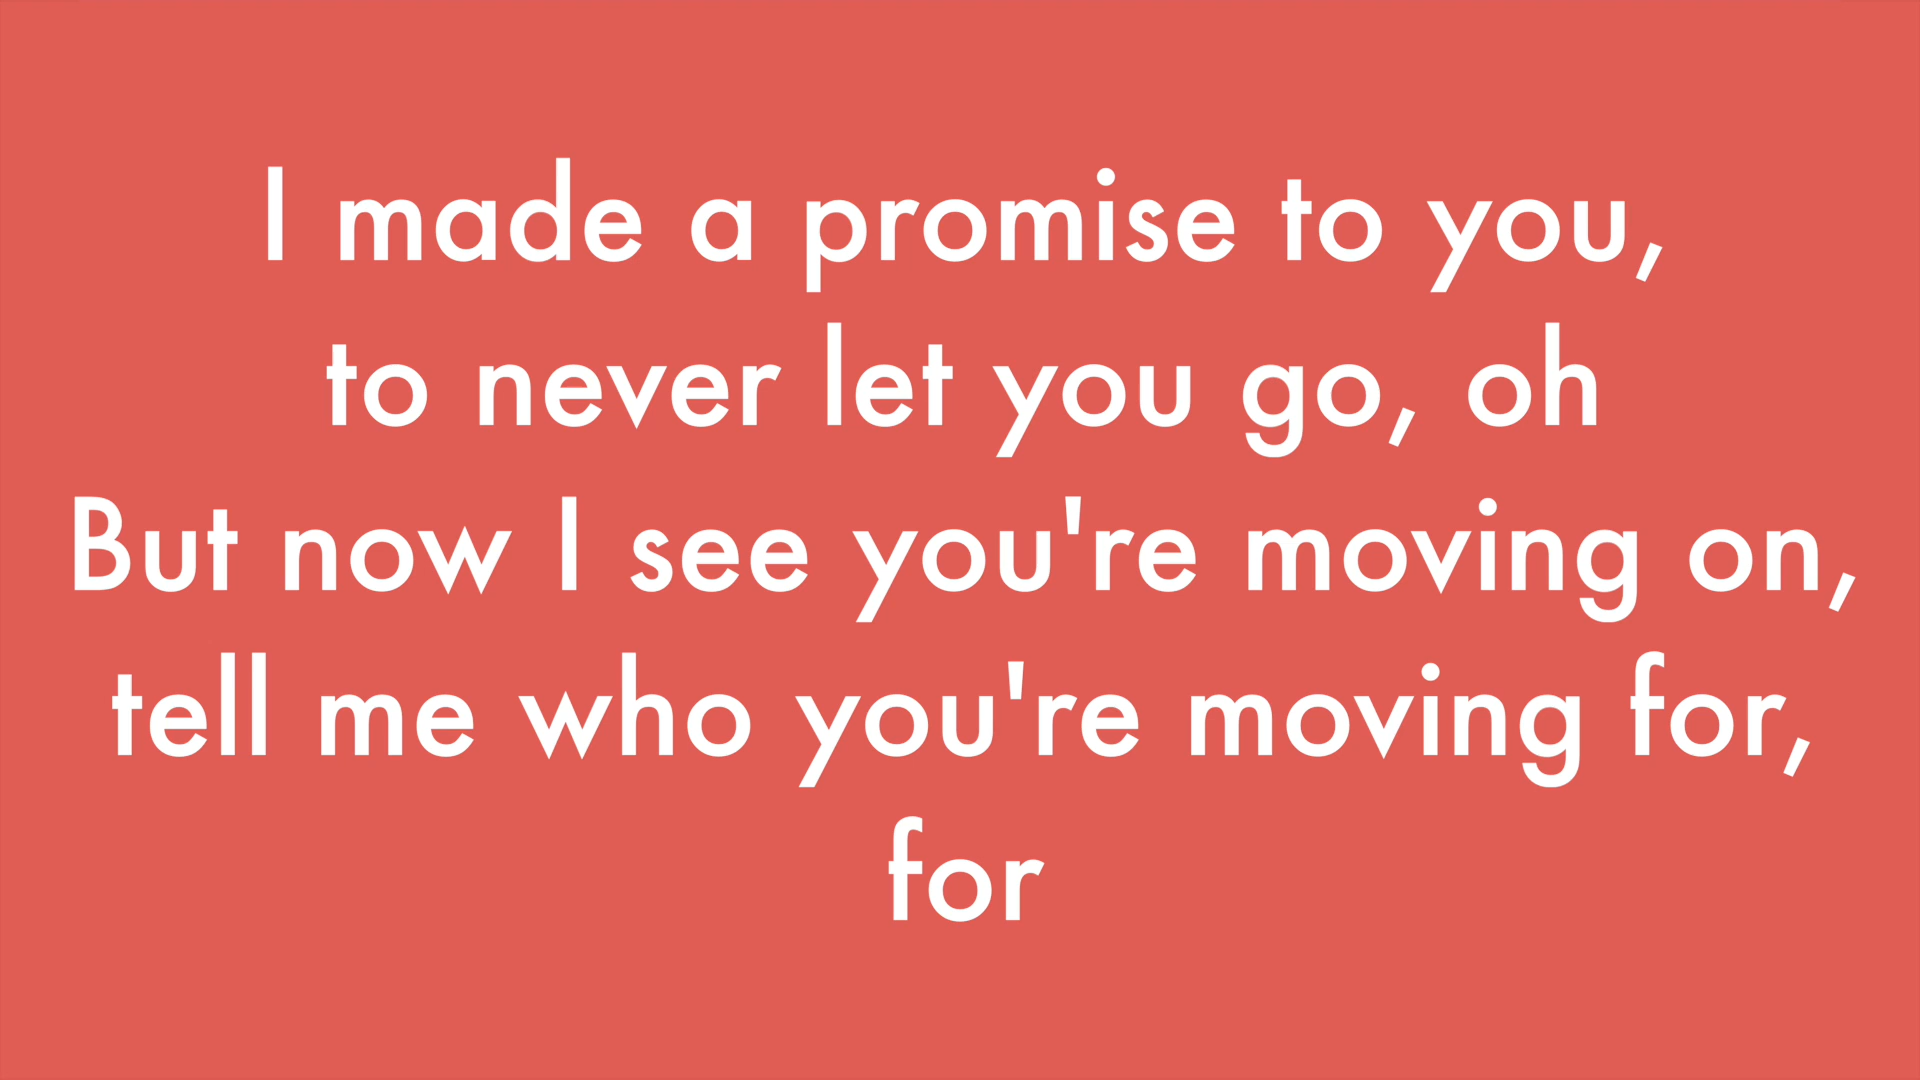 I made a promise to you,
to never let you go, oh
But now I see you're moving on,
tell me who you're moving for,
for